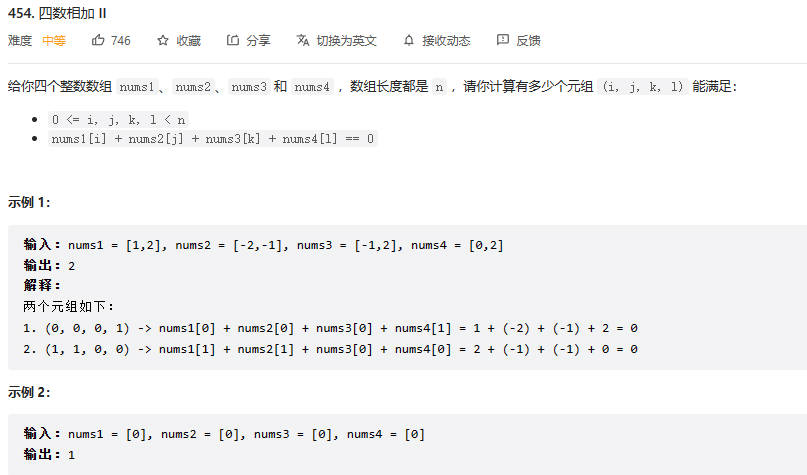 454. 四数相加 II
难度 中等 746 收藏 分享 切换为英文 接收动态 反馈
给你四个整数数组 nums1、nums2、nums3 和 nums4 ，数组长度都是 n ，请你计算有多少个元组 (i, j, k, l) 能满足：
0 <= i, j, k, l < n
nums1[i] + nums2[j] + nums3[k] + nums4[l] == 0
示例 1：
输入：nums1 = [1,2], nums2 = [-2,-1], nums3 = [-1,2], nums4 = [0,2]
输出：2
解释：
两个元组如下：
1. (0, 0, 0, 1) -> nums1[0] + nums2[0] + nums3[0] + nums4[1] = 1 + (-2) + (-1) + 2 = 0
2. (1, 1, 0, 0) -> nums1[1] + nums2[1] + nums3[0] + nums4[0] = 2 + (-1) + (-1) + 0 = 0
示例 2：
输入：nums1 = [0], nums2 = [0], nums3 = [0], nums4 = [0]
输出：1